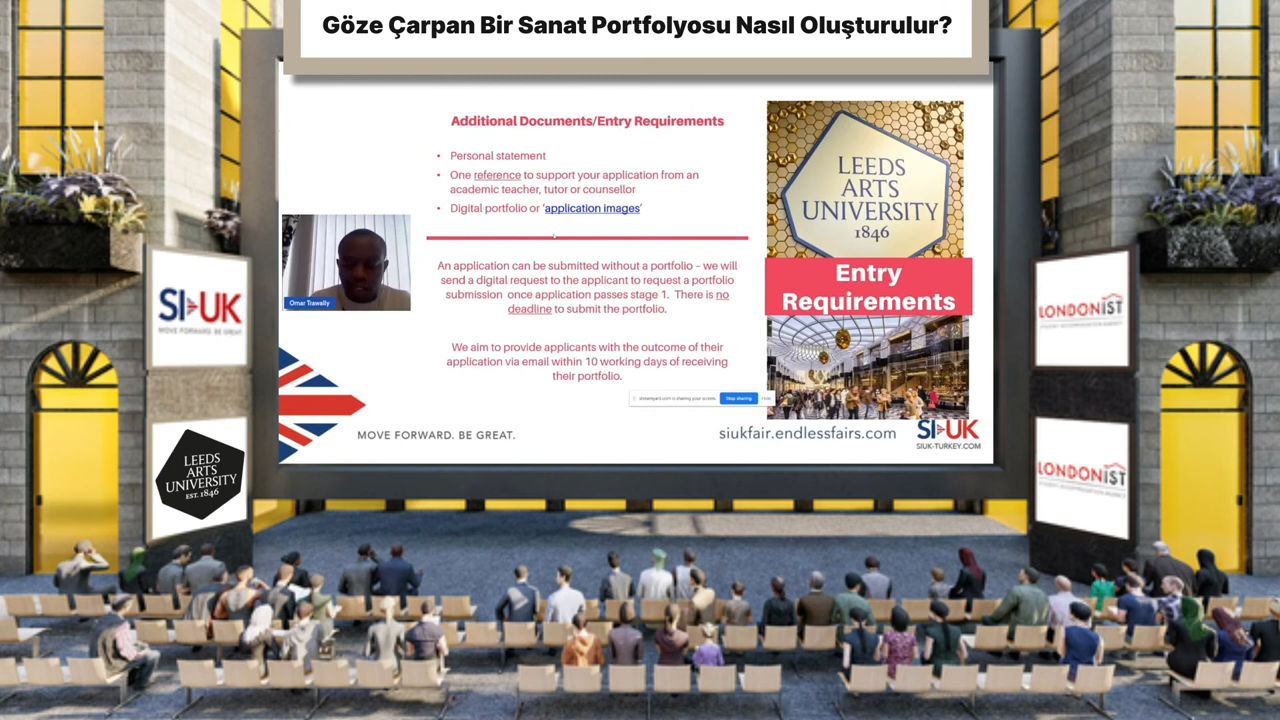 Göze Çarpan Bir Sanat Portfolyosu Nasıl Oluşturulur?
Additional Documents/Entry Requirements
• Personal statement
• One reference to support your application from an
academic teacher, tutor or counsellor
• Digital portfolio or ‘application images’
An application can be submitted without a portfolio – we will
send a digital request to the applicant to request a portfolio
submission once application passes stage 1. There is no
deadline to submit the portfolio.
We aim to provide applicants with the outcome of their
application via email within 10 working days of receiving
their portfolio.
LEEDS
ARTS
UNIVERSITY
1846
Entry
Requirements
Omar Trawally
is sharing your screen.
Stop sharing
Hide
MOVE FORWARD. BE GREAT.
siukfair.endlessfairs.com
SI UK
SIUK-TURKEY.COM
SI UK
MOVE FORWARD. BE GREAT
LEEDS
ARTS
UNIVERSITY
EST. 1846
LONDONIST
LONDONIST